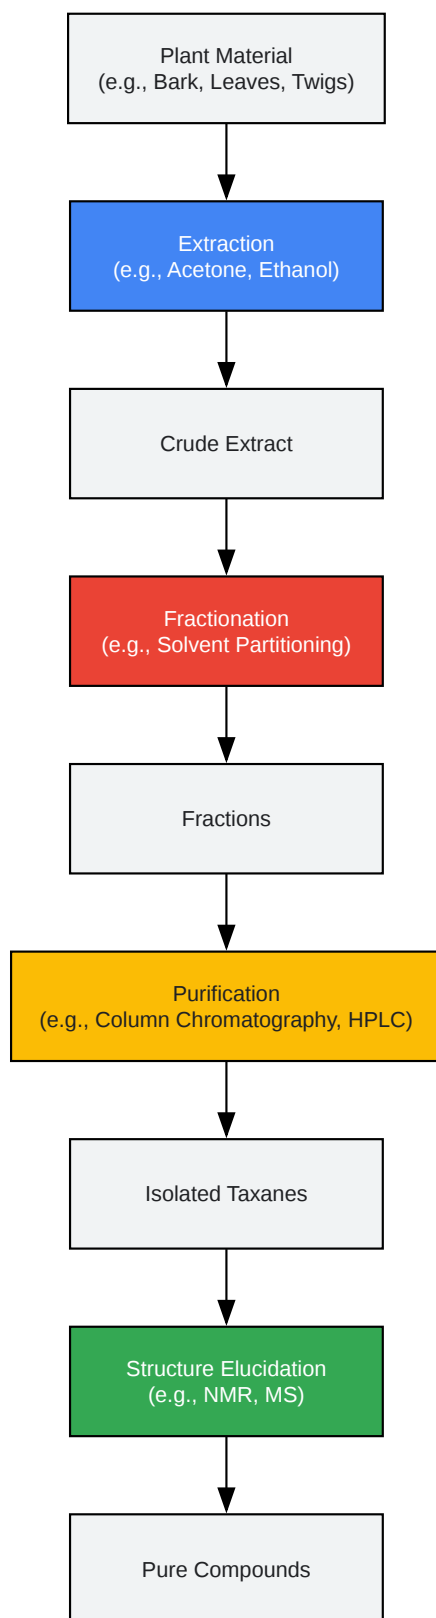 Plant Material
(e.g., Bark, Leaves, Twigs)
Extraction
(e.g., Acetone, Ethanol)
Crude Extract
Fractionation
(e.g., Solvent Partitioning)
Fractions
Purification
(e.g., Column Chromatography, HPLC)
Isolated Taxanes
Structure Elucidation
(e.g., NMR, MS)
Pure Compounds